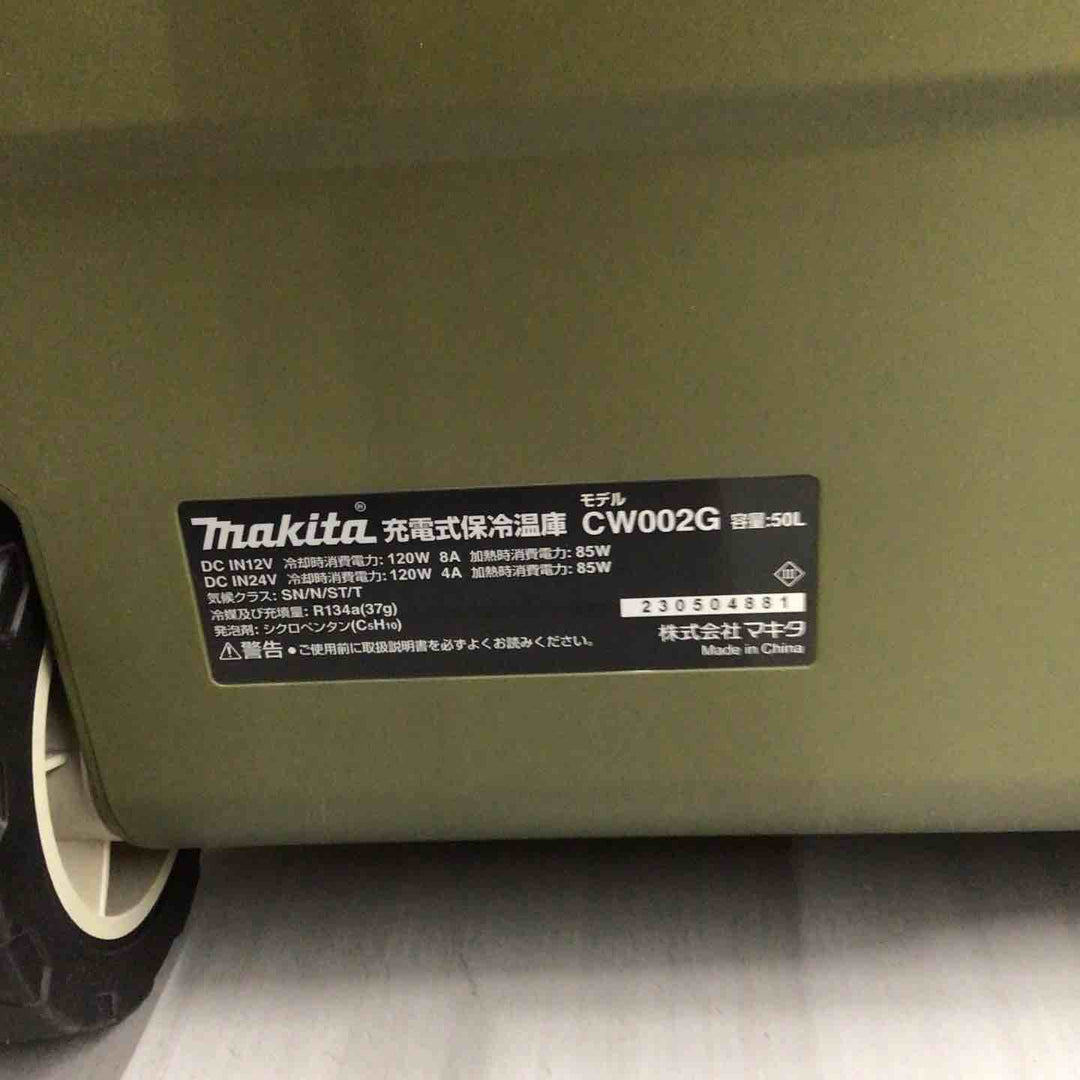 makita® 充電式保冷温庫 モデル CW002G 容量:50L
DC IN12V 冷却時消費電力: 120W 8A 加熱時消費電力: 85W
DC IN24V 冷却時消費電力: 120W 4A 加熱時消費電力: 85W
気候クラス: SN/N/ST/T
冷媒及び充填量: R134a(37g)
発泡剤: シクロペンタン(C5H10)
230504881
⚠警告 ●ご使用前に取扱説明書を必ずよくお読みください。
株式会社マキタ
Made in China